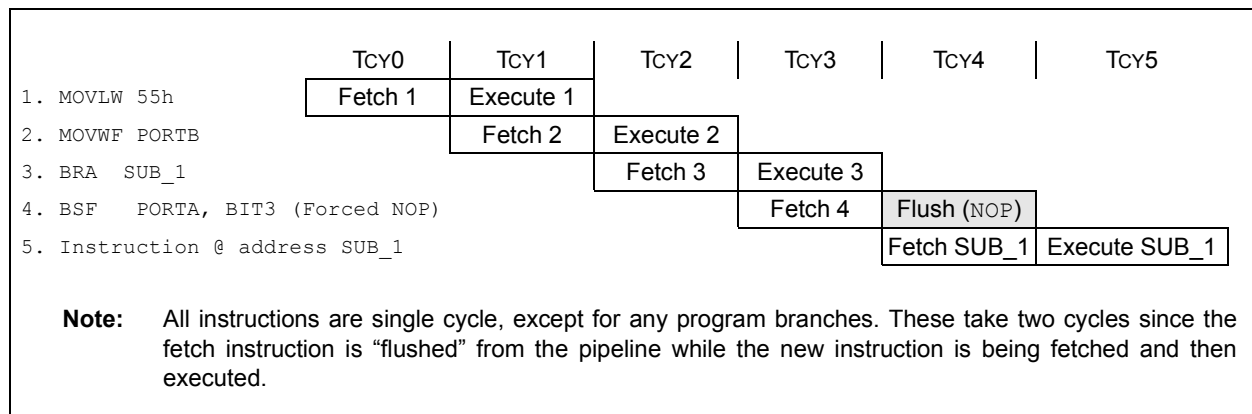 TCY0 TCY1 TCY2 TCY3 TCY4 TCY5
1. MOVLW 55h Fetch 1 Execute 1
2. MOVWF PORTB Fetch 2 Execute 2
3. BRA SUB_1 Fetch 3 Execute 3
4. BSF PORTA, BIT3 (Forced NOP) Fetch 4 Flush (NOP)
5. Instruction @ address SUB_1 Fetch SUB_1 Execute SUB_1
Note: All instructions are single cycle, except for any program branches. These take two cycles since the
fetch instruction is “flushed” from the pipeline while the new instruction is being fetched and then
executed.